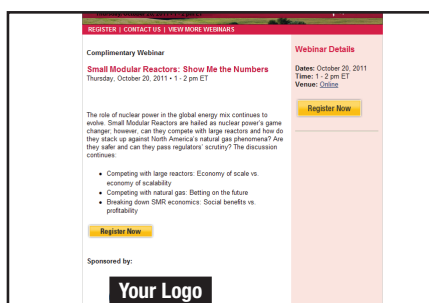 REGISTER | CONTACT US | VIEW MORE WEBINARS
Complimentary Webinar
Small Modular Reactors: Show Me the Numbers
Thursday, October 20, 2011 • 1 - 2 pm ET
The role of nuclear power in the global energy mix continues to
evolve. Small Modular Reactors are hailed as nuclear power's game
changer; however, can they compete with large reactors and how do
they stack up against North America's natural gas phenomena? Are
they safer and can they pass regulators' scrutiny? The discussion
continues:
• Competing with large reactors: Economy of scale vs.
economy of scalability
• Competing with natural gas: Betting on the future
• Breaking down SMR economics: Social benefits vs.
profitability
Register Now
Sponsored by:
Your Logo
Webinar Details
Dates: October 20, 2011
Time: 1 - 2 pm ET
Venue: Online
Register Now